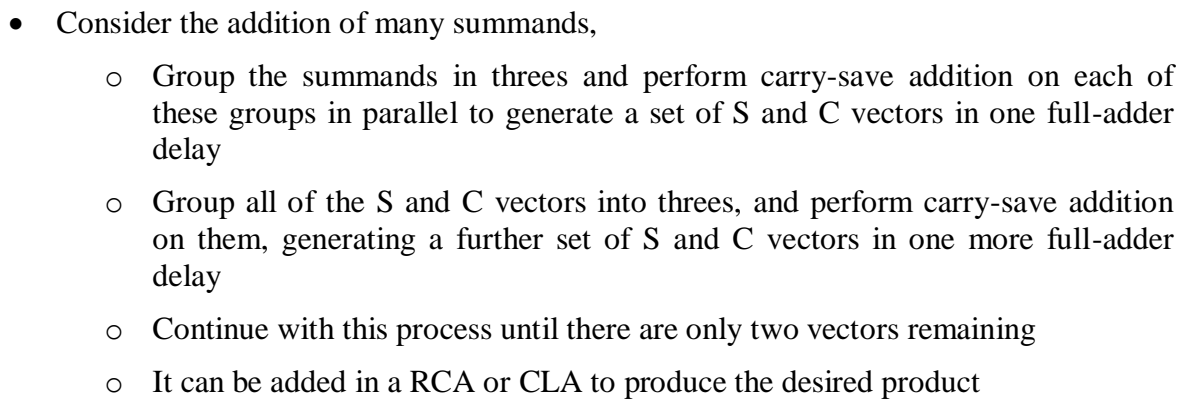 • Consider the addition of many summands,
o Group the summands in threes and perform carry-save addition on each of
these groups in parallel to generate a set of S and C vectors in one full-adder
delay
o Group all of the S and C vectors into threes, and perform carry-save addition
on them, generating a further set of S and C vectors in one more full-adder
delay
o Continue with this process until there are only two vectors remaining
o It can be added in a RCA or CLA to produce the desired product